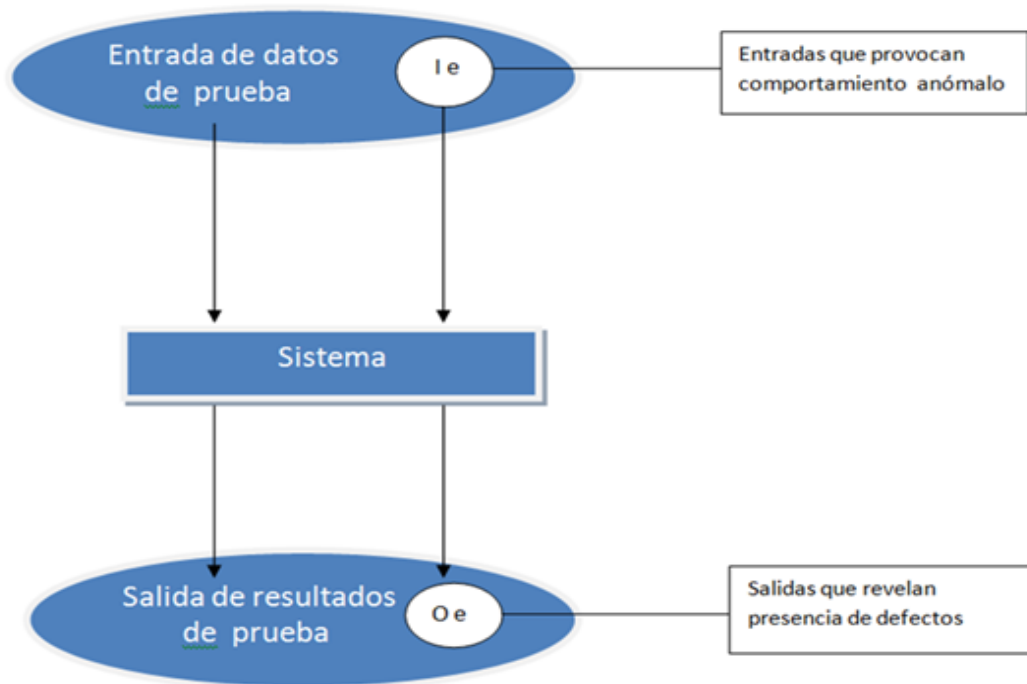 Entrada de datos
de prueba
I e
Entradas que provocan
comportamiento anómalo
Sistema
Salida de resultados
de prueba
O e
Salidas que revelan
presencia de defectos